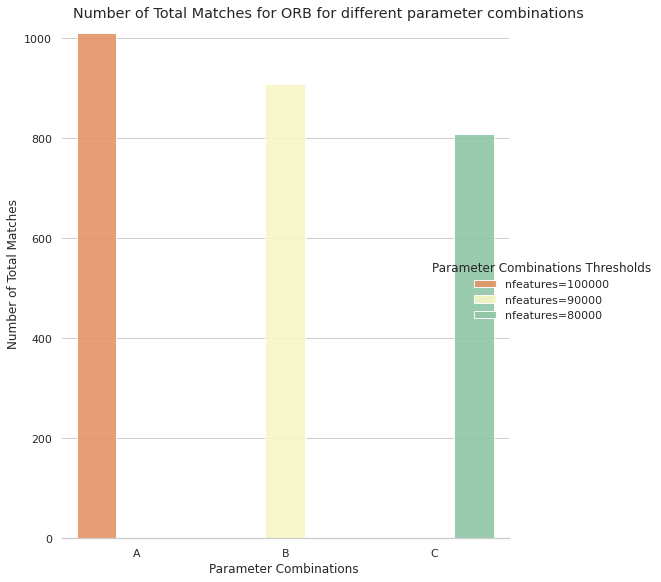 Number of Total Matches for ORB for different parameter combinations
1000
800
600
400
200
0
Number of Total Matches
A B C
Parameter Combinations
Parameter Combinations Thresholds
nfeatures=100000
nfeatures=90000
nfeatures=80000